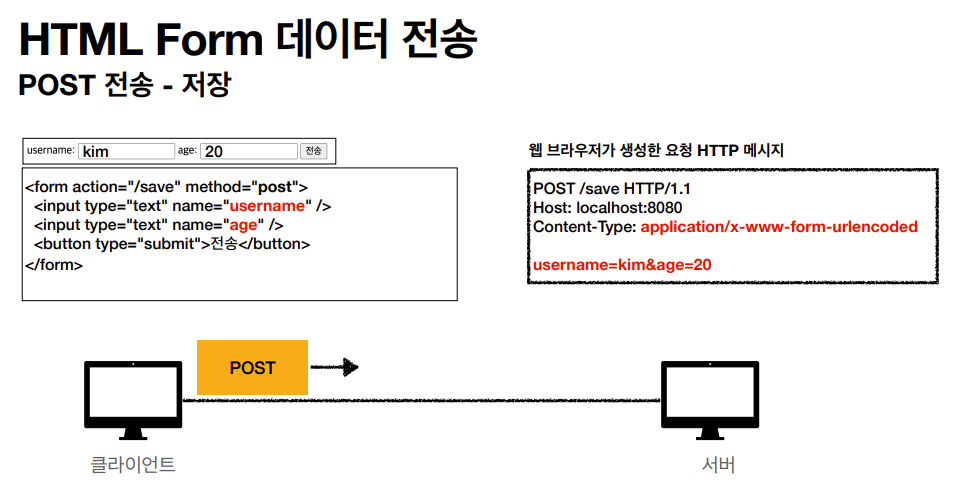 HTML Form 데이터 전송
POST 전송 - 저장
username: kim age: 20 전송
<form action="/save" method="post">
<input type="text" name="username" />
<input type="text" name="age" />
<button type="submit">전송</button>
</form>
웹 브라우저가 생성한 요청 HTTP 메시지
POST /save HTTP/1.1
Host: localhost:8080
Content-Type: application/x-www-form-urlencoded
username=kim&age=20
POST
클라이언트
서버